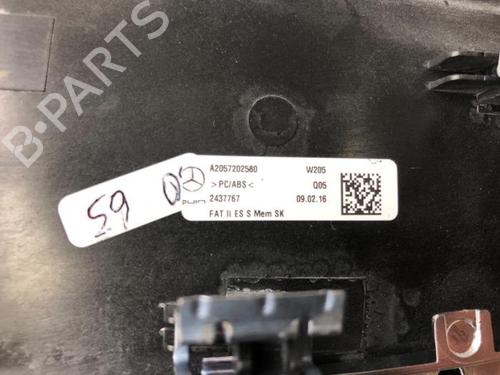 B-PARTS
A2057202580 W205
>PC/ABS< Q05
2437767 09.02.16
FAT II ES S Mem SK
59